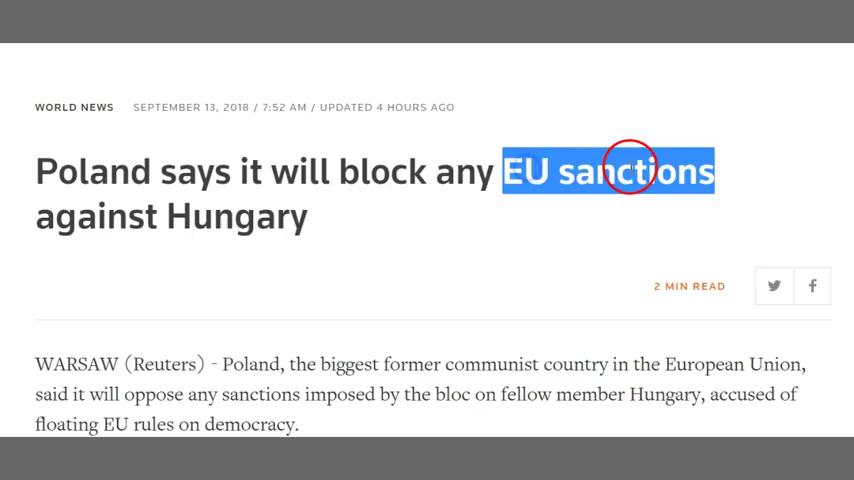 WORLD NEWS SEPTEMBER 13, 2018 / 7:52 AM / UPDATED 4 HOURS AGO
Poland says it will block any EU sanctions
against Hungary
2 MIN READ
WARSAW (Reuters) - Poland, the biggest former communist country in the European Union,
said it will oppose any sanctions imposed by the bloc on fellow member Hungary, accused of
floating EU rules on democracy.